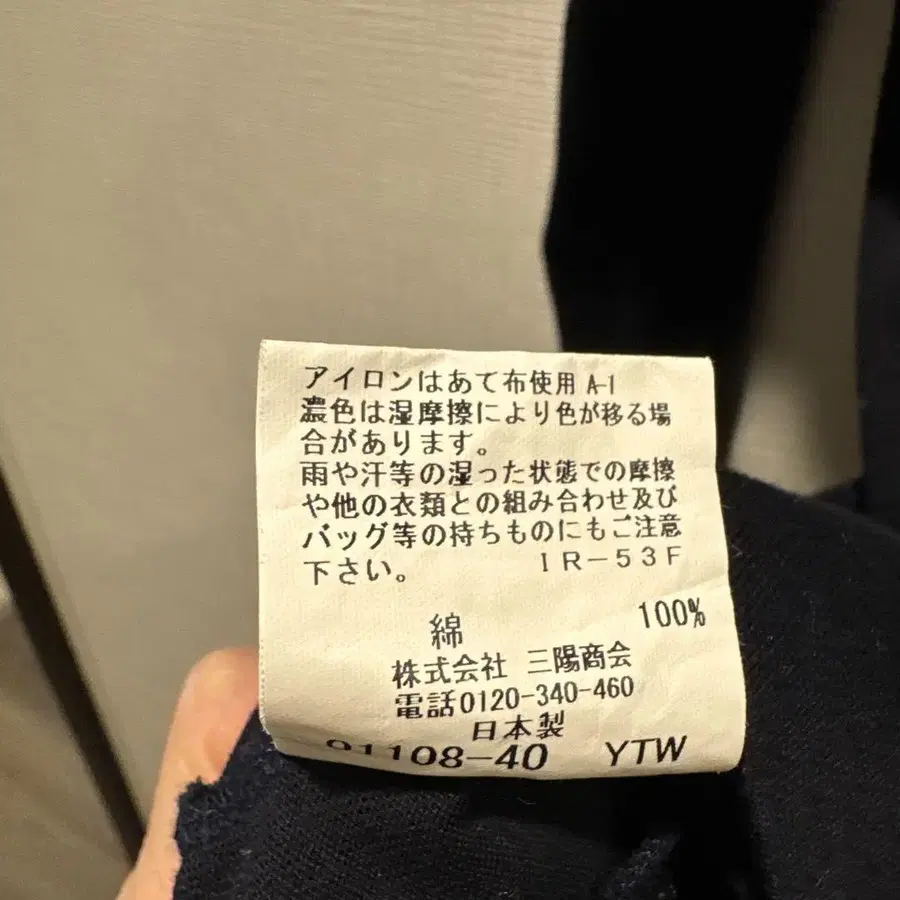 アイロンはあて布使用 A-1
濃色は湿摩擦により色が移る場
合があります。
雨や汗等の湿った状態での摩擦
や他の衣類との組み合わせ及び
バッグ等の持ちものにもご注意
下さい。 IR-53F
綿 100%
株式会社 三陽商会
電話0120-340-460
日本製
91108-40 YTW